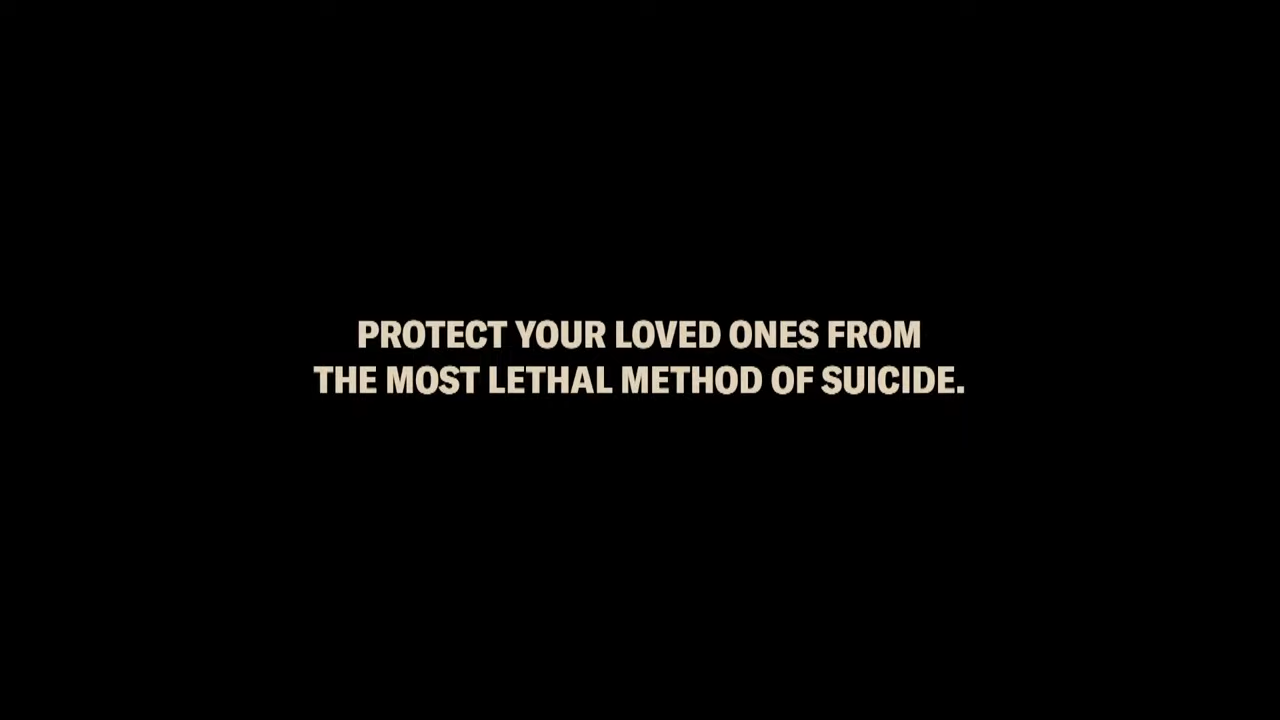 PROTECT YOUR LOVED ONES FROM
THE MOST LETHAL METHOD OF SUICIDE.